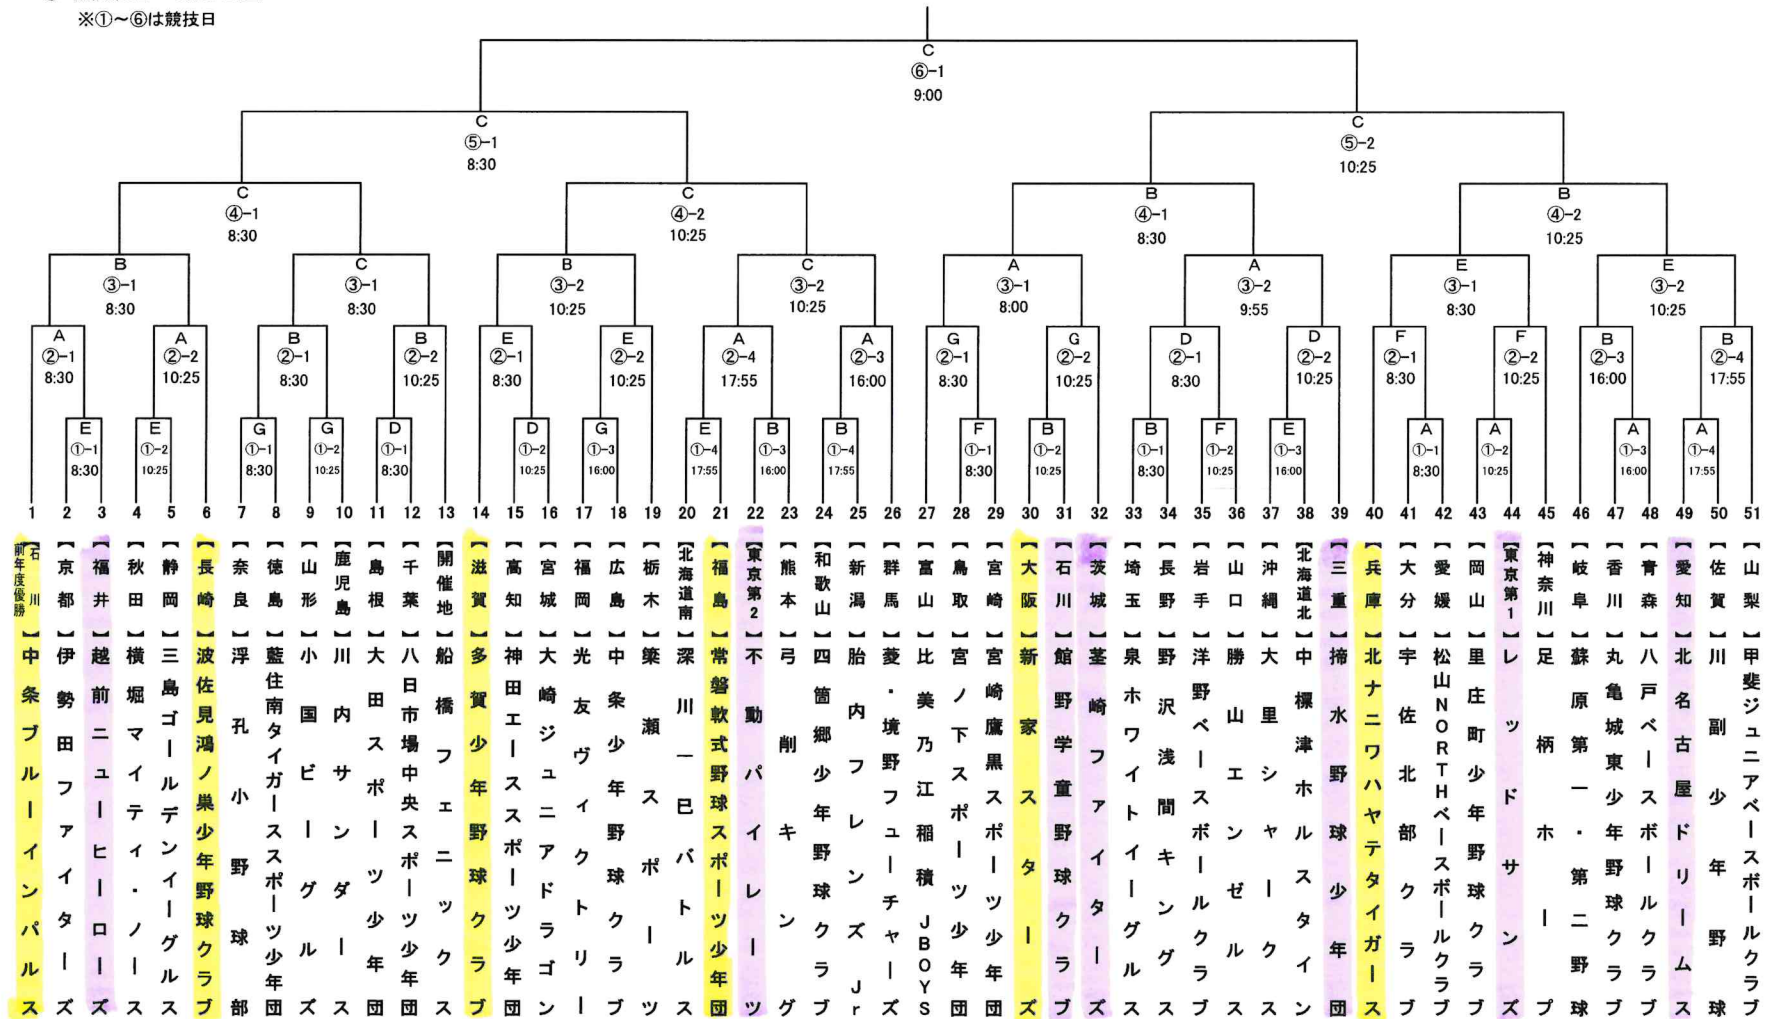 ※①～⑥は競技日
C
⑥-1
9:00
C
⑤-1
8:30
C
⑤-2
10:25
C
④-1
8:30
C
④-2
10:25
B
④-1
8:30
B
④-2
10:25
B
③-1
8:30
C
③-1
8:30
B
③-2
10:25
C
③-2
10:25
A
③-1
8:00
A
③-2
9:55
E
③-1
8:30
E
③-2
10:25
A
②-1
8:30
A
②-2
10:25
B
②-1
8:30
B
②-2
10:25
E
②-1
8:30
E
②-2
10:25
A
②-4
17:55
A
②-3
16:00
G
②-1
8:30
G
②-2
10:25
D
②-1
8:30
D
②-2
10:25
F
②-1
8:30
F
②-2
10:25
B
②-3
16:00
B
②-4
17:55
E
①-1
8:30
E
①-2
10:25
G
①-1
8:30
G
①-2
10:25
D
①-1
8:30
D
①-2
10:25
G
①-3
16:00
E
①-4
17:55
B
①-3
16:00
B
①-4
17:55
F
①-1
8:30
B
①-2
10:25
B
①-1
8:30
F
①-2
10:25
E
①-3
16:00
A
①-1
8:30
A
①-2
10:25
A
①-3
16:00
A
①-4
17:55
1 2 3 4 5 6 7 8 9 10 11 12 13 14 15 16 17 18 19 20 21 22 23 24 25 26 27 28 29 30 31 32 33 34 35 36 37 38 39 40 41 42 43 44 45 46 47 48 49 50 51
【石川 前年度優勝】中条ブルーインパルス
【京都】伊勢田ファイターズ
【福井】越前ニューヒーローズ
【秋田】横堀マイティ・ノース
【静岡】三島ゴールデンイーグルス
【長崎】波佐見鴻ノ巣少年野球クラブ
【奈良】浮孔小野球部
【徳島】藍住南タイガーススポーツ少年団
【山形】小国ビーグルズ
【鹿児島】川内サンダース
【島根】大田スポーツ少年団
【千葉】八日市場中央スポーツ少年団
【開催地】船橋フェニックス
【滋賀】多賀少年野球クラブ
【高知】神田エーススポーツ少年団
【宮城】大崎ジュニアドラゴン
【福岡】光友ヴィクトリー
【広島】中条少年野球クラブ
【栃木】簗瀬スポーツ
【北海道南】深川一已バトルス
【福島】常磐軟式野球スポーツ少年団
【東京第2】不動パイレーツ
【熊本】弓削キング
【和歌山】四箇郷少年野球クラブ
【新潟】胎内フレンズJr
【群馬】菱・境野フューチャーズ
【富山】比美乃江稲積JBOYS
【鳥取】宮ノ下スポーツ少年団
【宮崎】宮崎鷹黒スポーツ少年団
【大阪】新家スターズ
【石川】館野学童野球クラブ
【茨城】茎崎ファイターズ
【埼玉】泉ホワイトイーグルス
【長野】野沢浅間キングス
【岩手】洋野ベースボールクラブ
【山口】勝山エンゼルス
【沖縄】大里シャークス
【北海道北】中標津ホルスタイン
【三重】揥水野球少年団
【兵庫】北ナニワハヤテタイガース
【大分】宇佐北部クラブ
【愛媛】松山NORTHベースボールクラブ
【岡山】里庄町少年野球クラブ
【東京第1】レッドサンズ
【神奈川】足柄ホープ
【岐阜】蘇原第一・第二野球
【香川】丸亀城東少年野球クラブ
【青森】八戸ベースボールクラブ
【愛知】北名古屋ドリームス
【佐賀】川副少年野球
【山梨】甲斐ジュニアベースボールクラブ